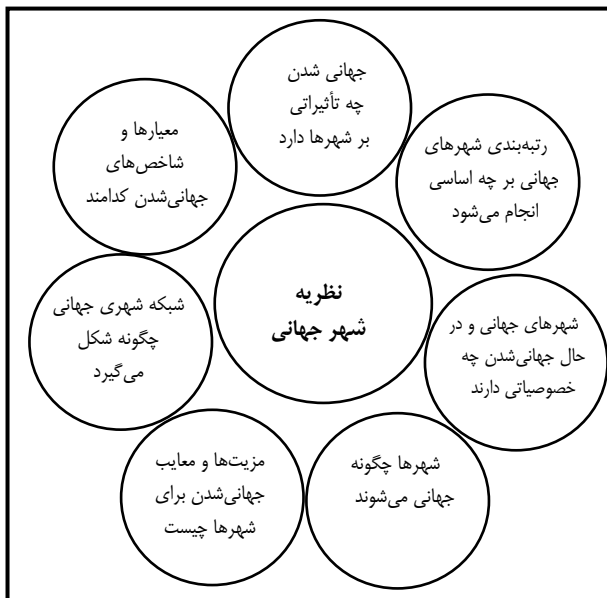 جهانی شدن
چه تأثیراتی
بر شهرها دارد
رتبه‌بندی شهرهای
جهانی بر چه اساسی
انجام می‌شود
شهرهای جهانی و در
حال جهانی‌شدن چه
خصوصیاتی دارند
شهرها چگونه
جهانی می‌شوند
مزیت‌ها و معایب
جهانی‌شدن برای
شهرها چیست
شبکه شهری جهانی
چگونه شکل
می‌گیرد
معیارها و
شاخص‌های
جهانی‌شدن کدامند
نظریه
شهر جهانی